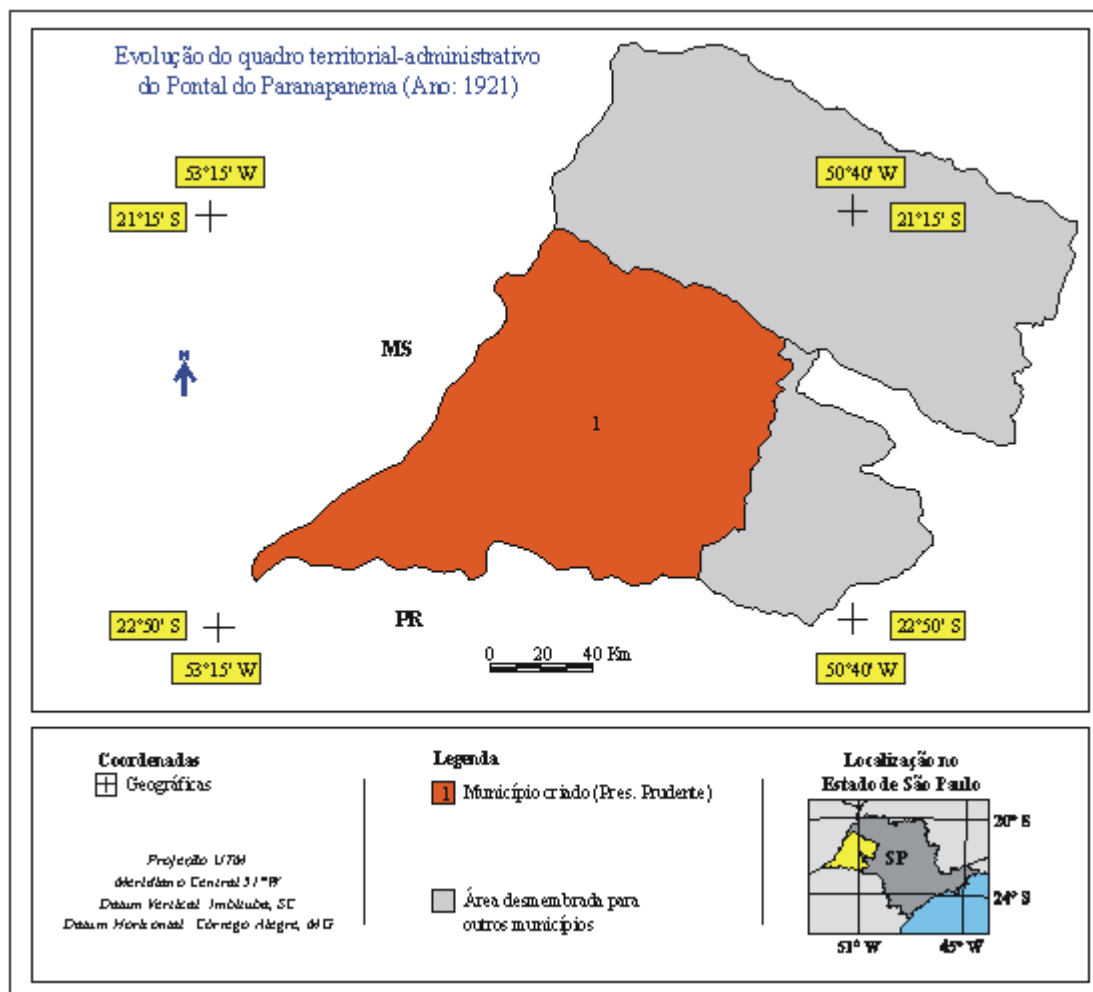 Evolução do quadro territorial-administrativo
do Pontal do Paranapanema (Ano: 1921)
53°15' W
50°40' W
21°15' S
21°15' S
MS
N
1
22°50' S
PR
22°50' S
53°15' W
0 20 40 Km
50°40' W
Coordenadas
Geográficas
Projeção UTM
Meridiano Central 51°W
Datum Vertical Imbituba, SC
Datum Horizontal Córrego Alegre, MG
Legenda
1 Município criado (Pres. Prudente)
Área desmembrada para
outros municípios
Localização no
Estado de São Paulo
20° S
SP
24° S
51° W 45° W